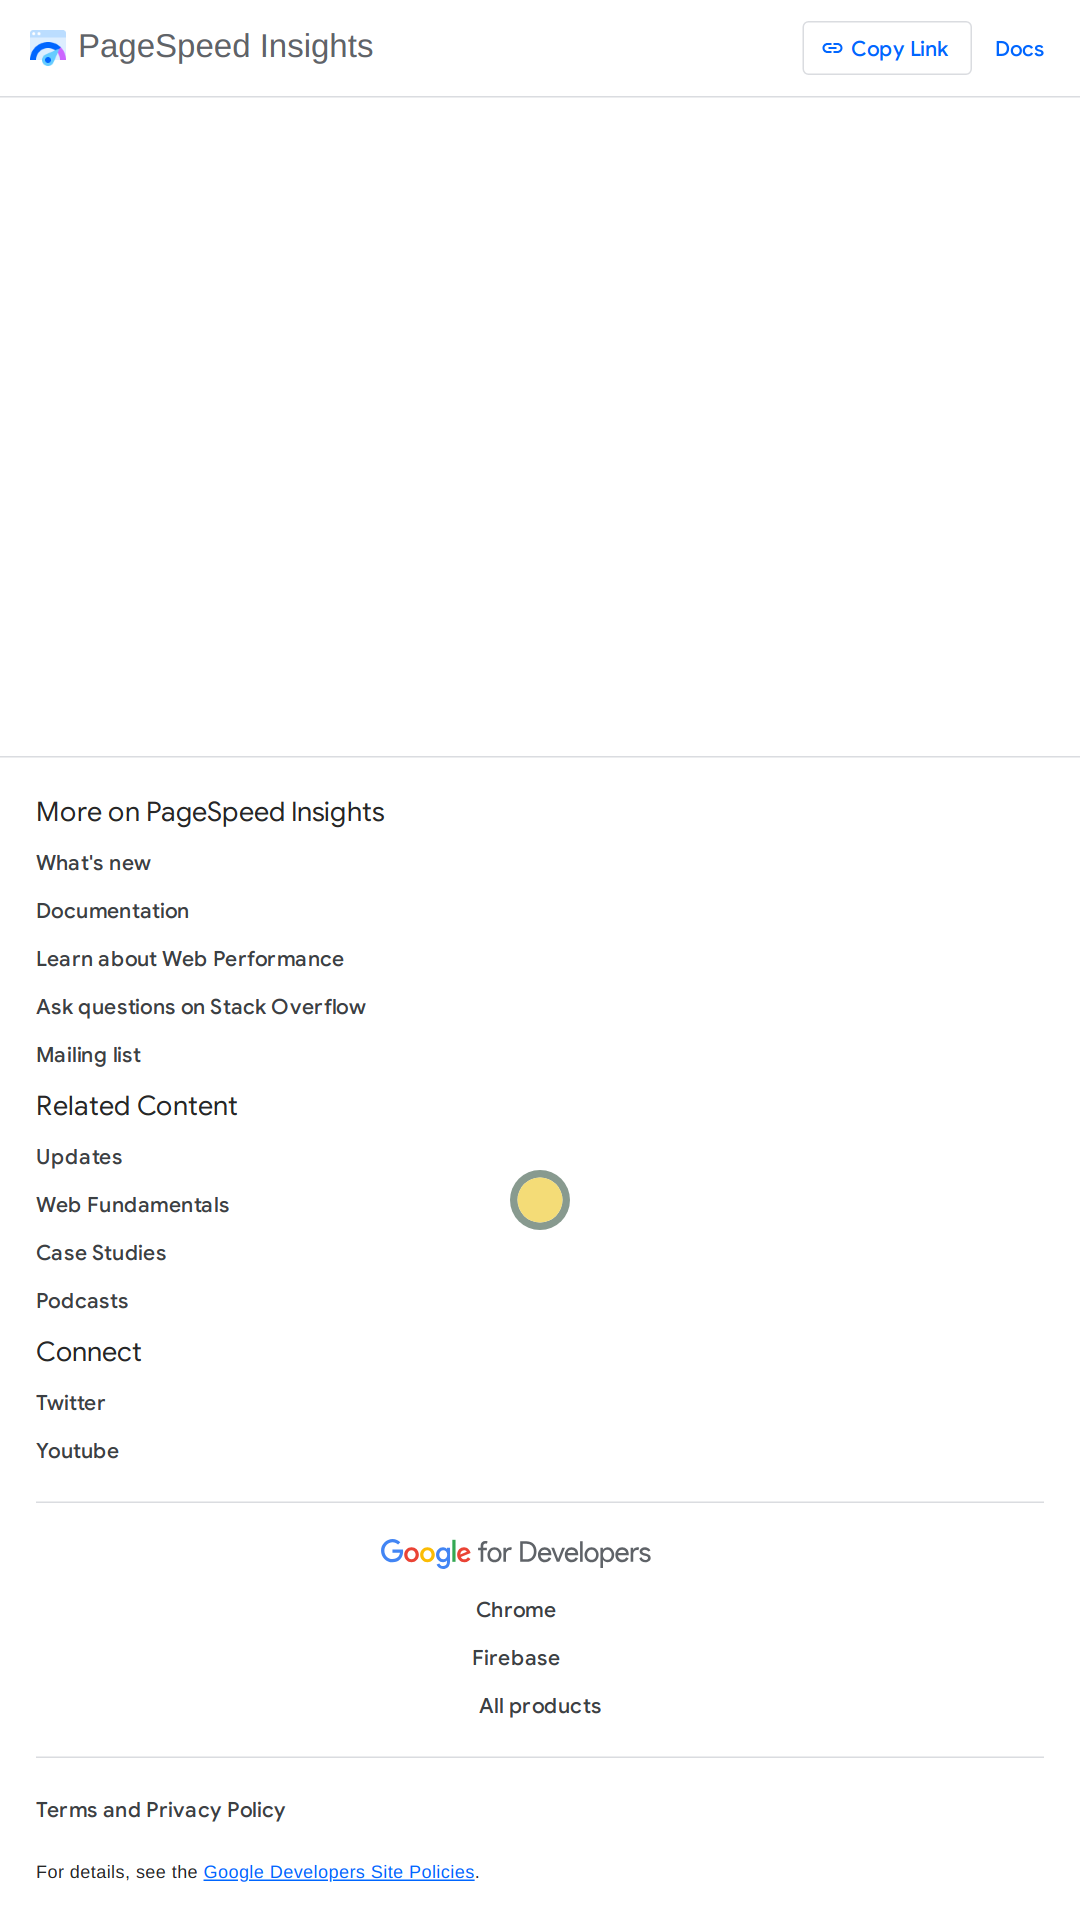 PageSpeed Insights
Copy Link
Docs
More on PageSpeed Insights
What's new
Documentation
Learn about Web Performance
Ask questions on Stack Overflow
Mailing list
Related Content
Updates
Web Fundamentals
Case Studies
Podcasts
Connect
Twitter
Youtube
Google for Developers
Chrome
Firebase
All products
Terms and Privacy Policy
For details, see the Google Developers Site Policies.